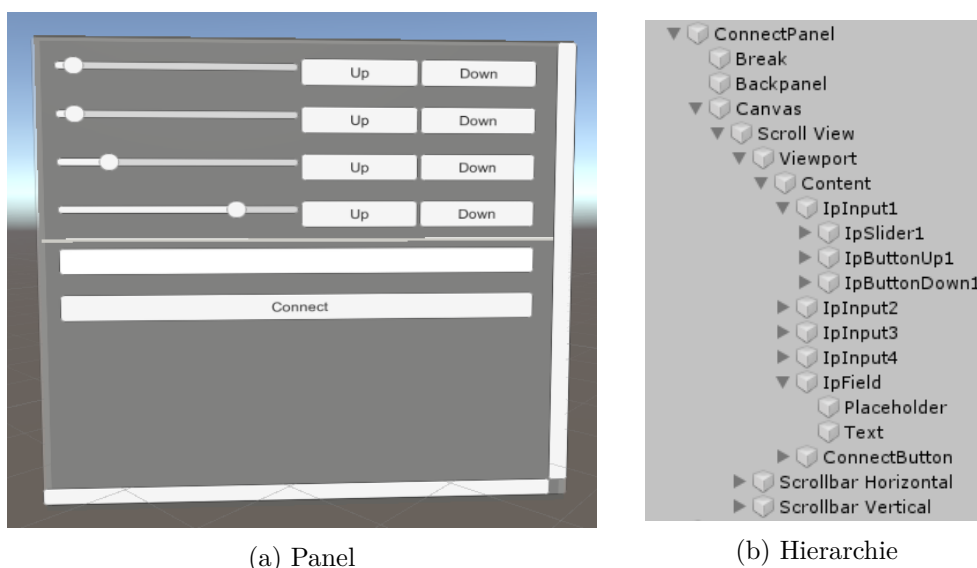 Up Down
Up Down
Up Down
Up Down
Connect
(a) Panel
ConnectPanel
Break
Backpanel
Canvas
Scroll View
Viewport
Content
IpInput1
IpSlider1
IpButtonUp1
IpButtonDown1
IpInput2
IpInput3
IpInput4
IpField
Placeholder
Text
ConnectButton
Scrollbar Horizontal
Scrollbar Vertical
(b) Hierarchie